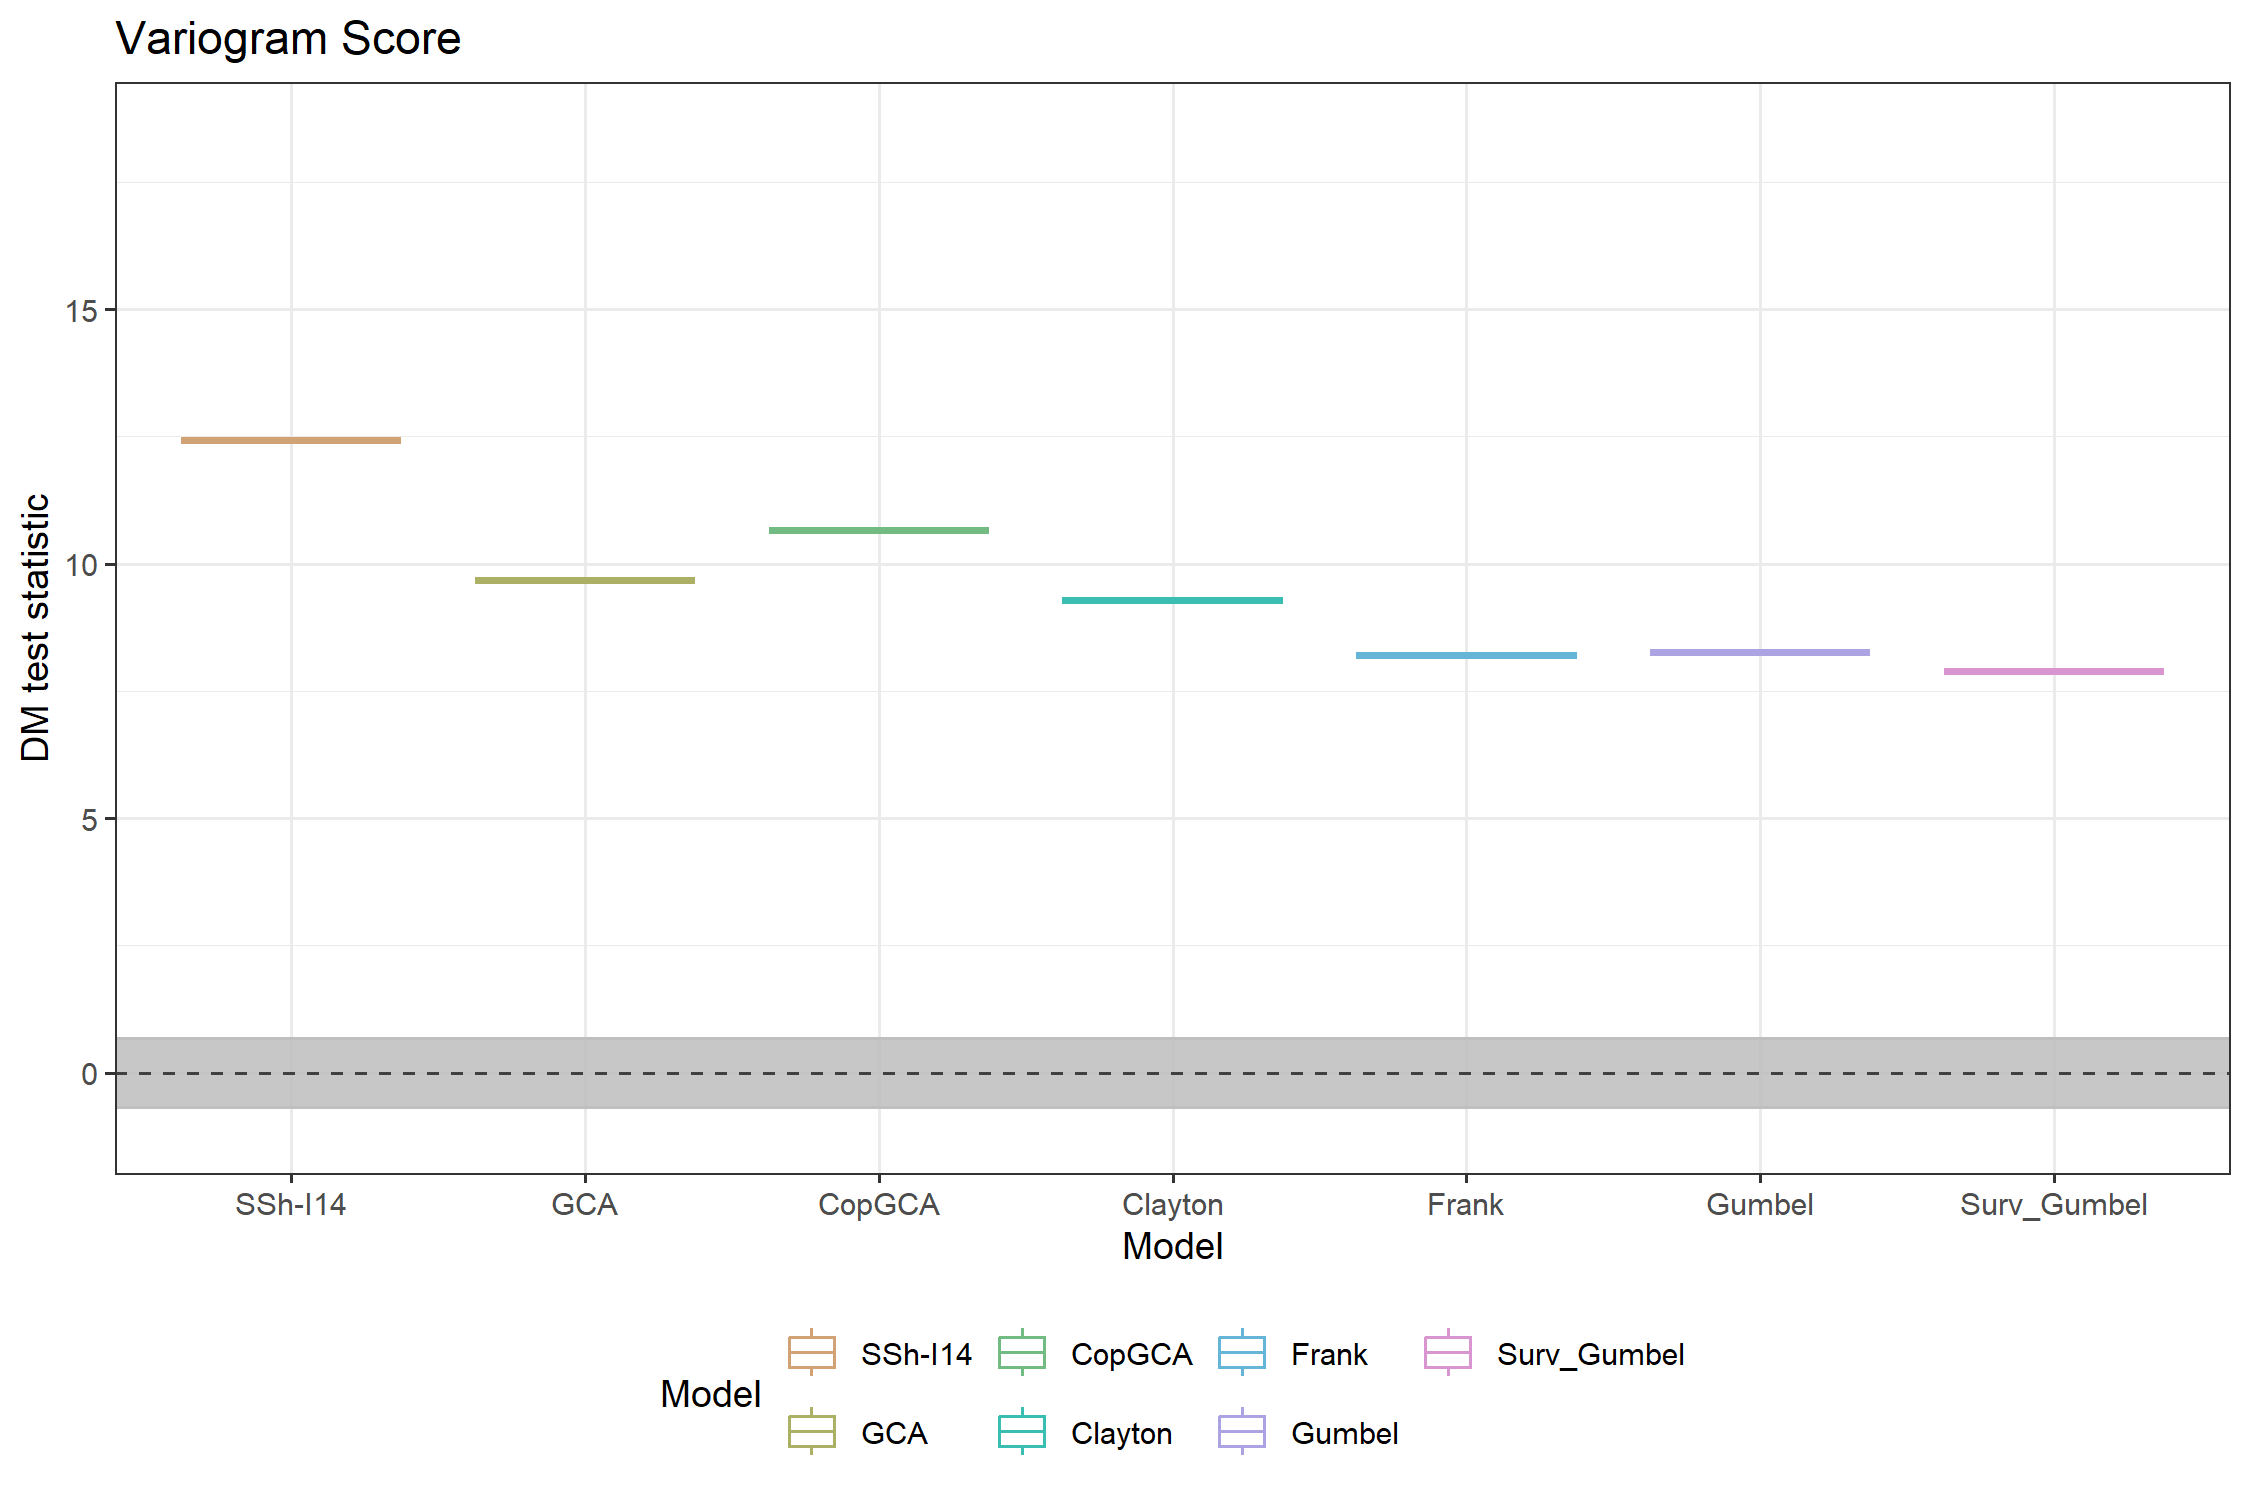 Variogram Score
DM test statistic
15
10
5
0
SSh-I14 GCA CopGCA Clayton Frank Gumbel Surv_Gumbel
Model
Model
SSh-I14 CopGCA Frank Surv_Gumbel
GCA Clayton Gumbel